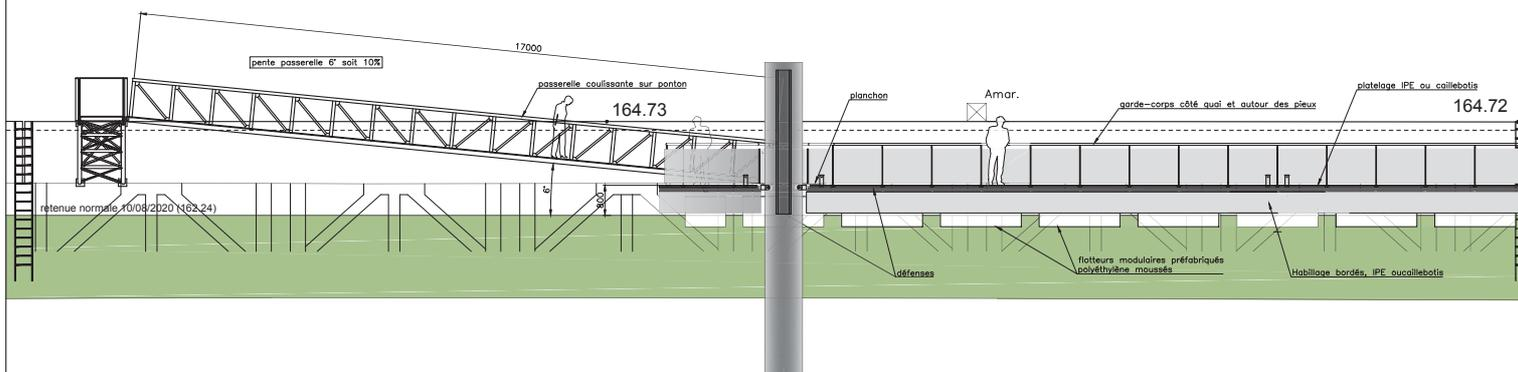 17000
pente passerelle 6° soit 10%
passerelle coulissante sur ponton
164.73
planchon
Amar.
garde-corps côté quai et autour des pieux
platelage IPE ou caillebotis
164.72
6°
800
retenue normale 10/08/2020 (162.24)
défenses
flotteurs modulaires préfabriqués
polyéthylène moussés
Habillage bordés, IPE oucaillebotis